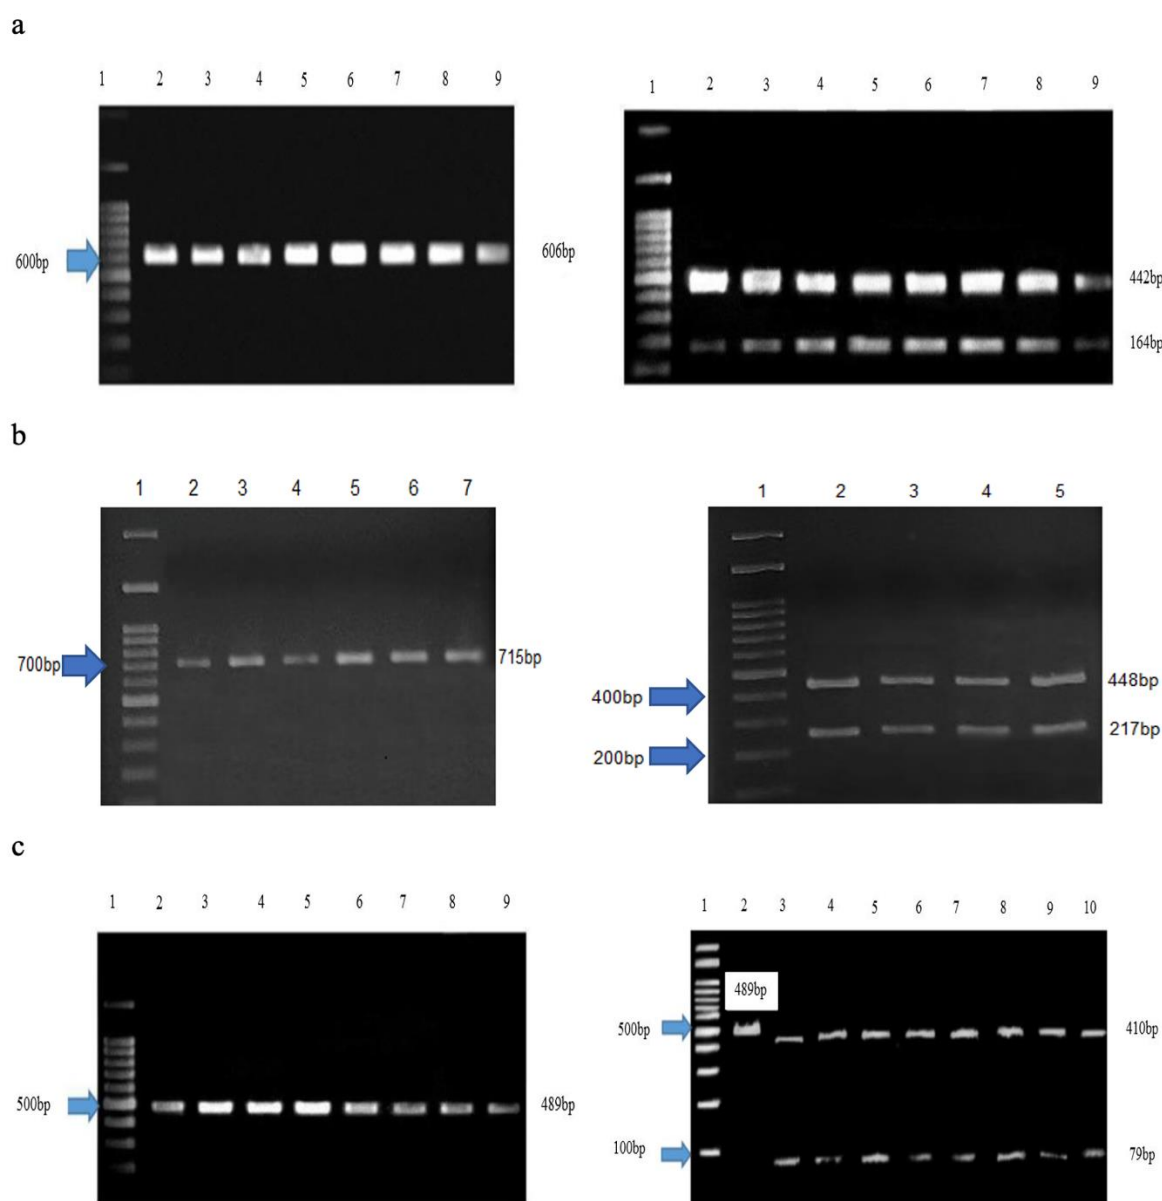 a
1 2 3 4 5 6 7 8 9
600bp
606bp
1 2 3 4 5 6 7 8 9
442bp
164bp
b
1 2 3 4 5 6 7
700bp
715bp
1 2 3 4 5
400bp
200bp
448bp
217bp
c
1 2 3 4 5 6 7 8 9
500bp
489bp
1 2 3 4 5 6 7 8 9 10
489bp
500bp
410bp
100bp
79bp